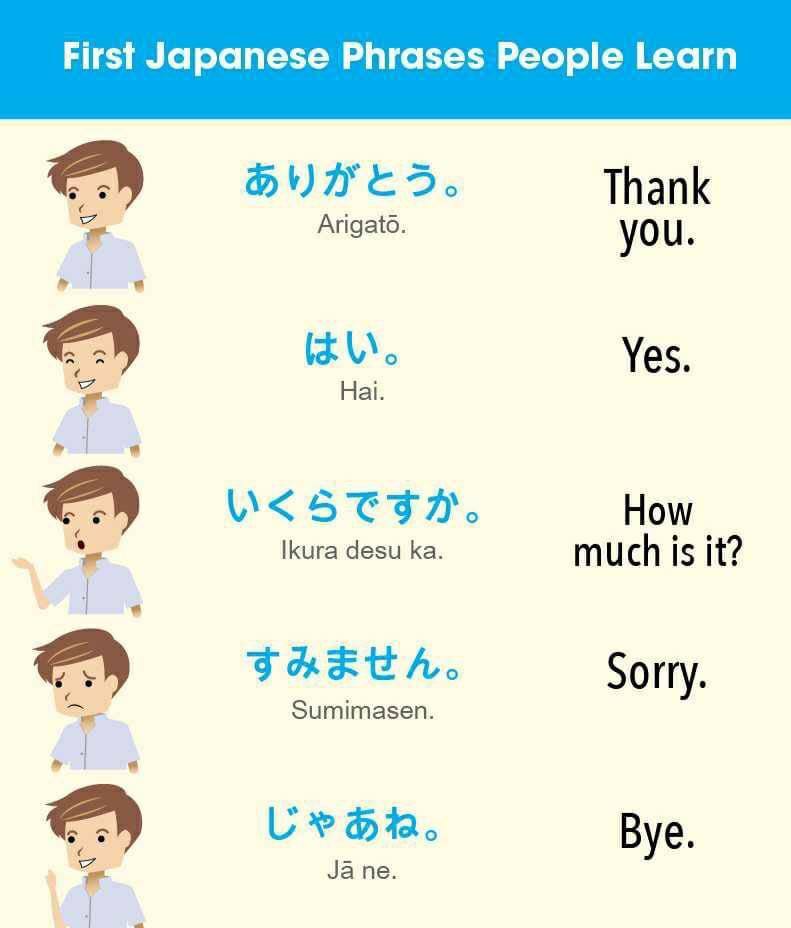 First Japanese Phrases People Learn
ありがとう。
Arigatō.
Thank
you.
はい。
Hai.
Yes.
いくらですか。
Ikura desu ka.
How
much is it?
すみません。
Sumimasen.
Sorry.
じゃあね。
Jā ne.
Bye.